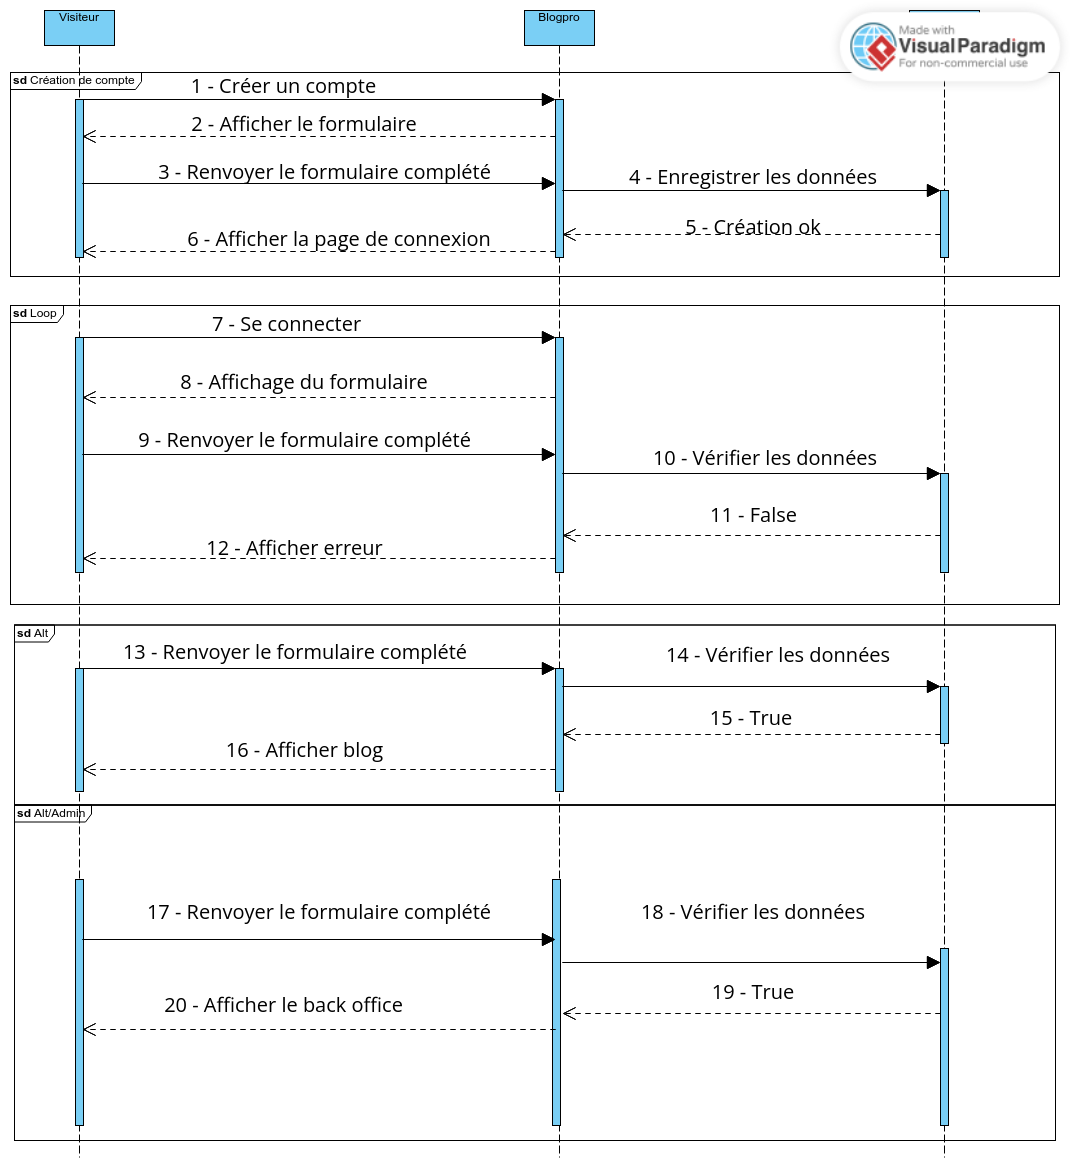 Visiteur
Blogpro
Made with
Visual Paradigm
For non-commercial use
sd Création de compte
1 - Créer un compte
2 - Afficher le formulaire
3 - Renvoyer le formulaire complété
4 - Enregistrer les données
5 - Création ok
6 - Afficher la page de connexion
sd Loop
7 - Se connecter
8 - Affichage du formulaire
9 - Renvoyer le formulaire complété
10 - Vérifier les données
11 - False
12 - Afficher erreur
sd Alt
13 - Renvoyer le formulaire complété
14 - Vérifier les données
15 - True
16 - Afficher blog
sd Alt/Admin
17 - Renvoyer le formulaire complété
18 - Vérifier les données
19 - True
20 - Afficher le back office